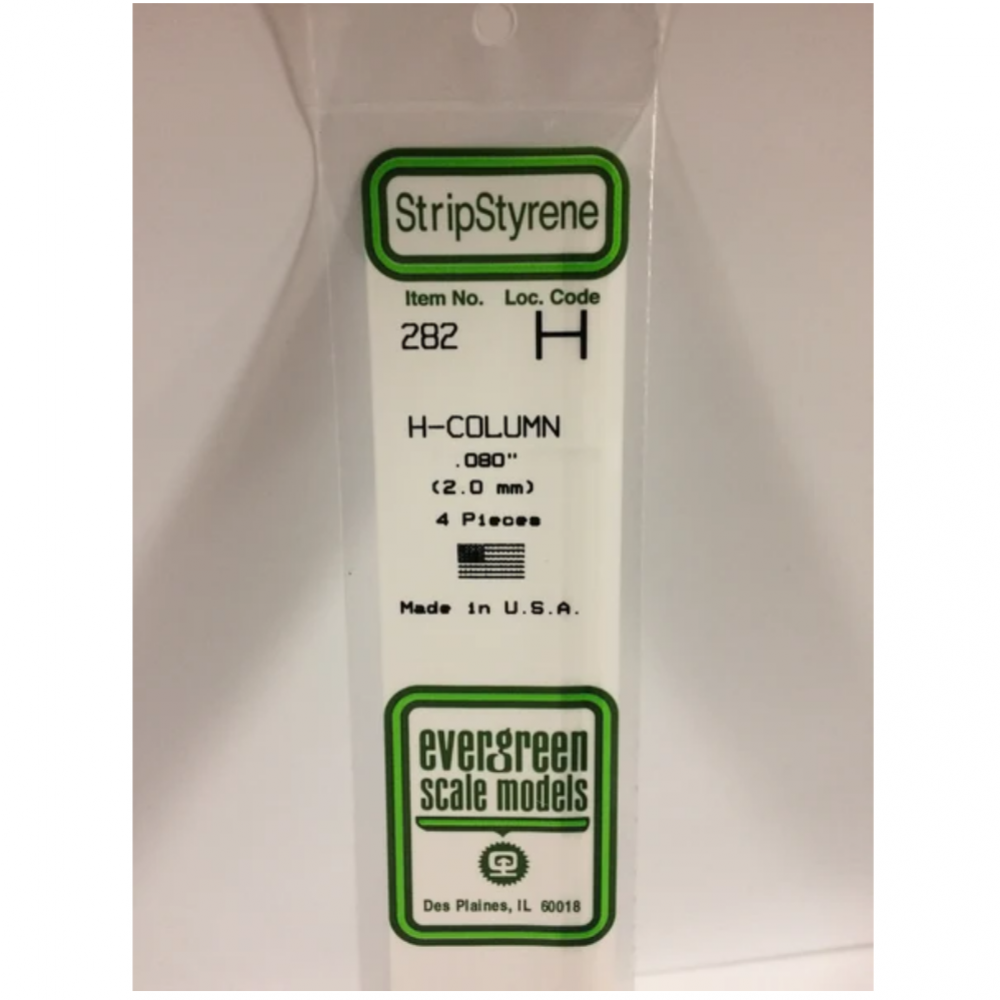 StripStyrene
Item No. Loc. Code
282 H
H-COLUMN
.080"
(2.0 mm)
4 Pieces
Made in U.S.A.
evergreen
scale models
Des Plaines, IL 60018